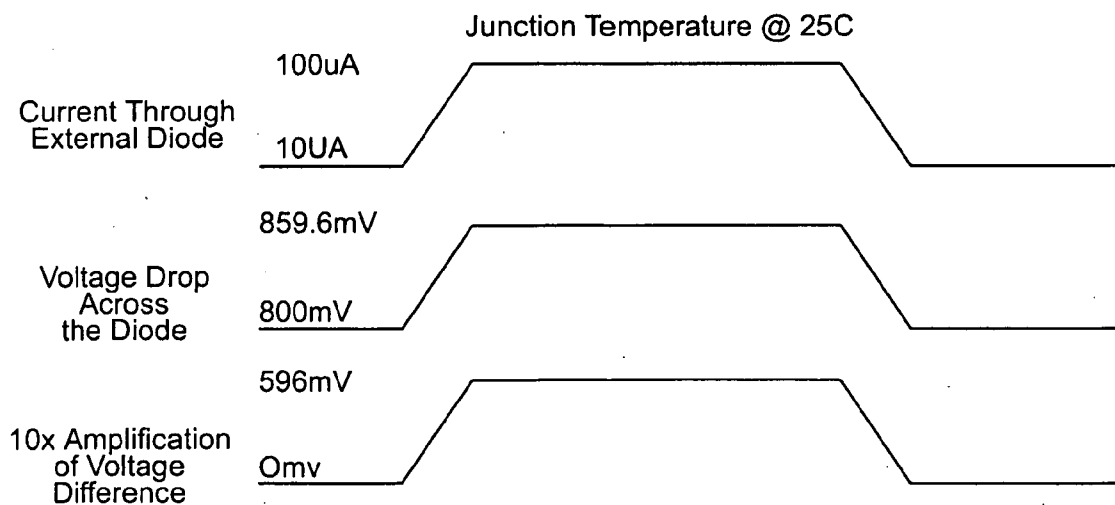 Junction Temperature @ 25C
100uA
Current Through
External Diode
10UA
859.6mV
Voltage Drop
Across
the Diode
800mV
596mV
10x Amplification
of Voltage
Difference
Omv